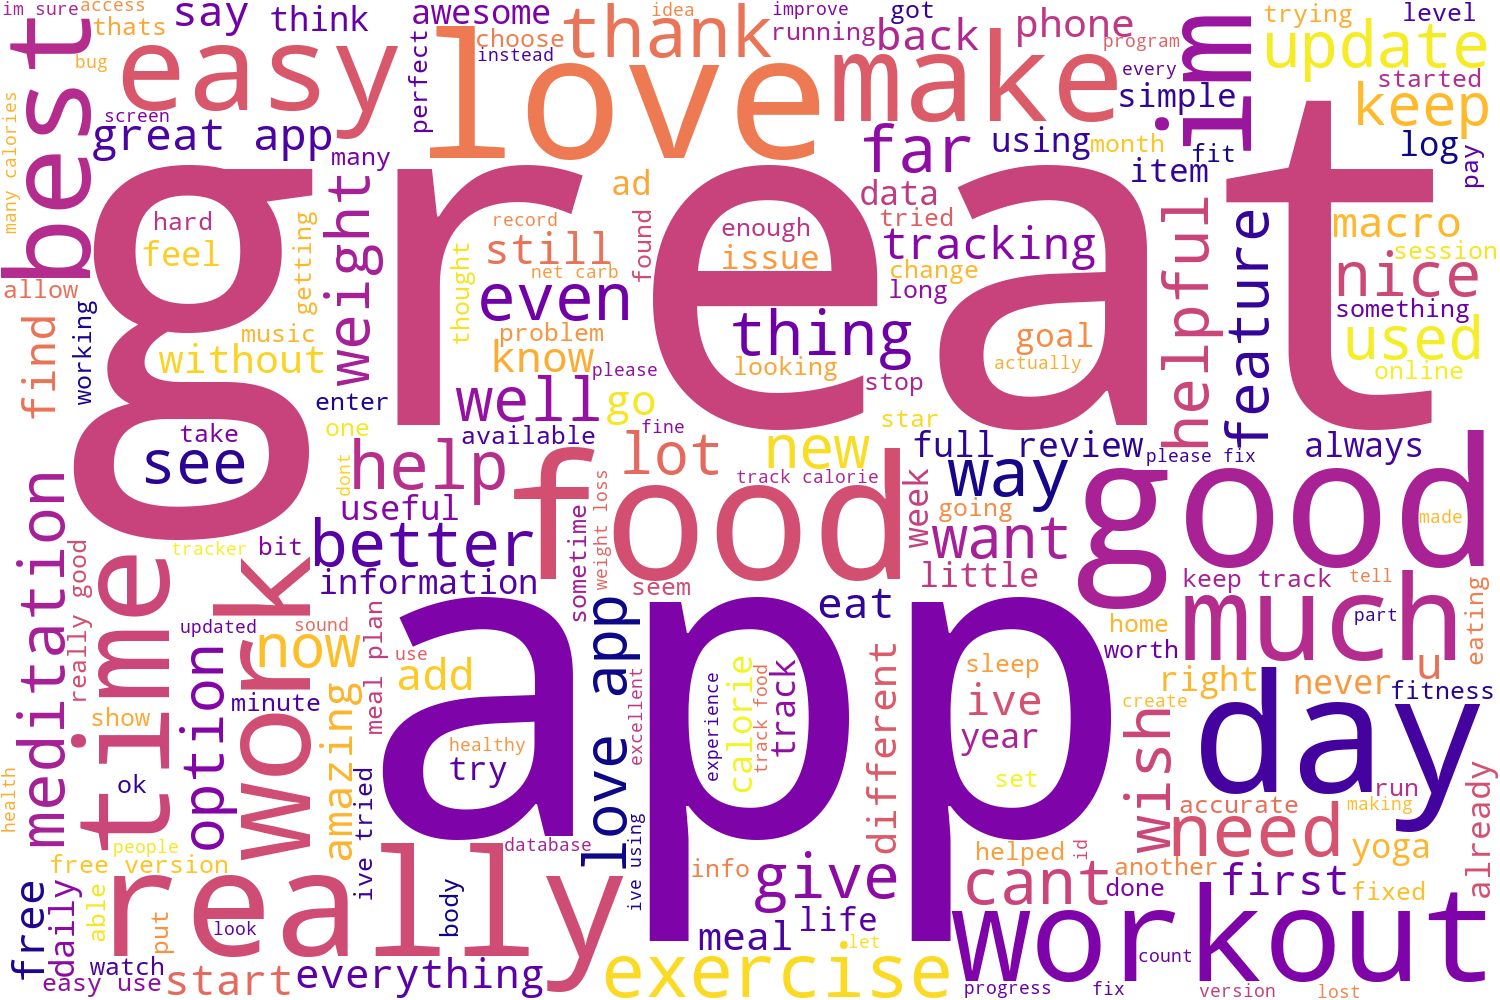 im sure
access
thats
bug
best
say
think
easy
awesome
love
choose
instead
perfect
thank
idea
improve
running
got
back
make
phone
program
every
simple
im
trying
level
update
started
keep
many calories
screen
great app
many
far
using
month
fit
item
log
pay
great
hard
feel
getting
weight
ad
data
record
still
found
enough
issue
tried
tracking
change
long
helpful
feature
macro
session
nice
something
used
online
allow
working
find
music
without
thought
net carb
even
problem
know
please
thing
looking
goal
actually
stop
enter
well
go
star
one
available
fine
lot
new
full review
please fix
always
take
see
dont
help
food
track calorie
way
week
going
want
good
made
meditation
really good
tracker
bit
useful
better
information
sometime
weight loss
seem
little
keep track
tell
much
eating
time
work
updated
sound
now
meal plan
use
app
love app
eat
home
worth
part
u
option
minute
add
excellent
experience
calorie
track food
track
different
sleep
ive
year
set
wish
create
right
never
fitness
day
show
amazing
healthy
try
ok
health
ive tried
accurate
making
run
need
already
people
free version
database
ive using
info
give
helped
id
another
yoga
cant
done
first
fixed
free
daily
able
put
really
look
body
life
let
meal
workout
count
watch
easy use
start
everything
exercise
progress
fix
version
lost